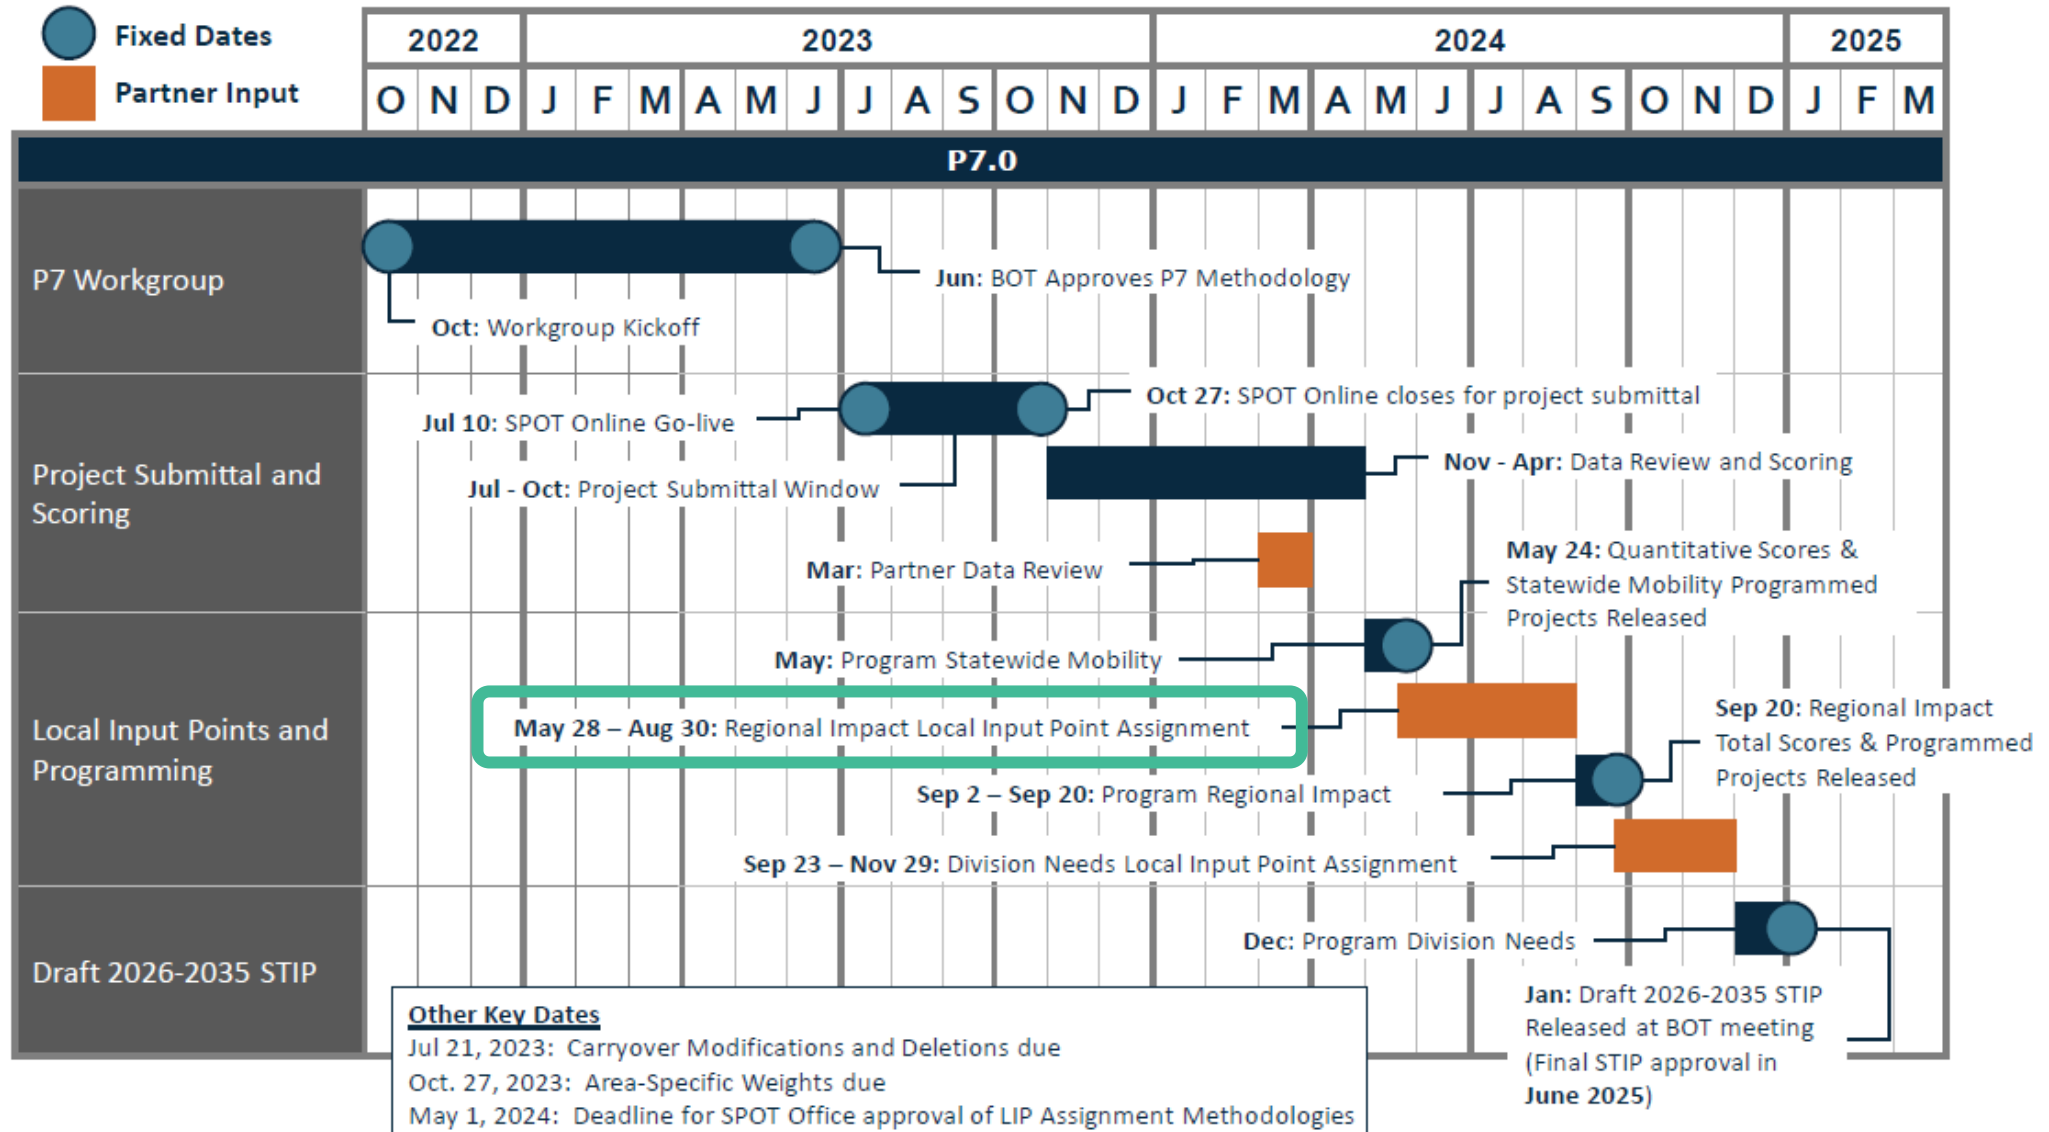 Fixed Dates
Partner Input
2022 2023 2024 2025
O N D J F M A M J J A S O N D J F M A M J J A S O N D J F M
P7.0
P7 Workgroup
Jun: BOT Approves P7 Methodology
Oct: Workgroup Kickoff
Project Submittal and
Scoring
Oct 27: SPOT Online closes for project submittal
Jul 10: SPOT Online Go-live
Nov - Apr: Data Review and Scoring
Jul - Oct: Project Submittal Window
Mar: Partner Data Review
May 24: Quantitative Scores &
Statewide Mobility Programmed
Projects Released
Local Input Points and
Programming
May: Program Statewide Mobility
May 28 – Aug 30: Regional Impact Local Input Point Assignment
Sep 20: Regional Impact
Total Scores & Programmed
Projects Released
Sep 2 – Sep 20: Program Regional Impact
Sep 23 – Nov 29: Division Needs Local Input Point Assignment
Draft 2026-2035 STIP
Dec: Program Division Needs
Jan: Draft 2026-2035 STIP
Released at BOT meeting
(Final STIP approval in
June 2025)
Other Key Dates
Jul 21, 2023: Carryover Modifications and Deletions due
Oct. 27, 2023: Area-Specific Weights due
May 1, 2024: Deadline for SPOT Office approval of LIP Assignment Methodologies